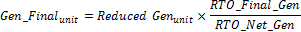 Gen_Final_unit = Reduced Gen_unit × RTO_Final_Gen / RTO_Net_Gen